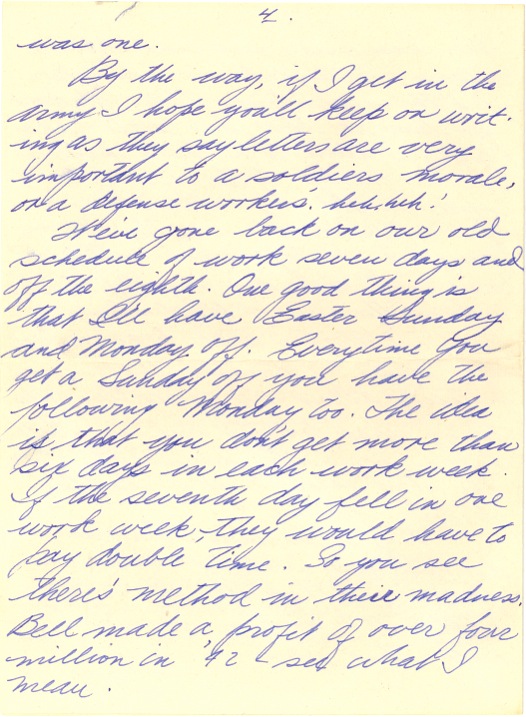 4.
was one.
By the way, if I get in the
army I hope you'll keep on writ-
ing as they say letters are very
important to a soldiers morale,
or a defense workers'. heh, heh!
We've gone back on our old
schedule of work seven days and
off the eighth. One good thing is
that I'll have Easter Sunday
and Monday off. Everytime you
get a Sunday off you have the
following Monday too. The idea
is that you don't get more than
six days in each work week.
If the seventh day fell in one
work week, they would have to
pay double time. So you see
there's method in their madness.
Bell made a profit of over four
million in '42 - see what I
mean.